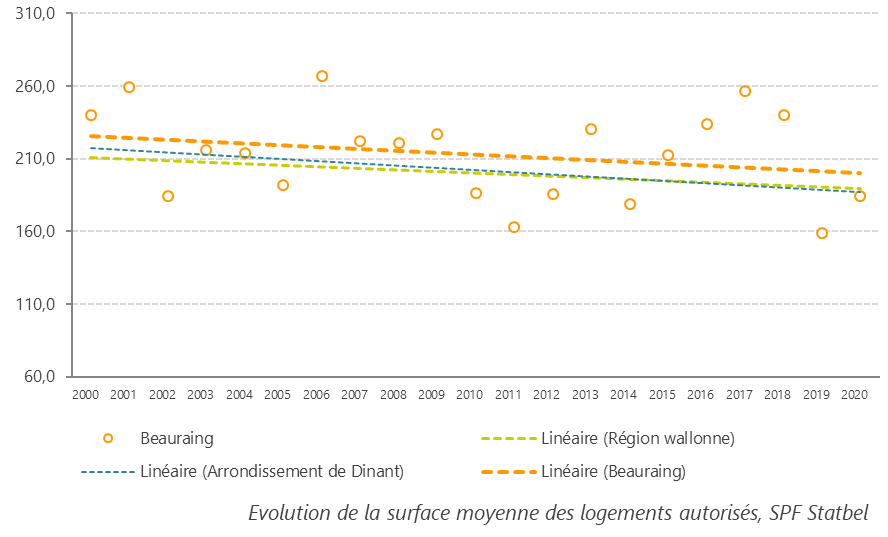 310,0
260,0
210,0
160,0
110,0
60,0
2000 2001 2002 2003 2004 2005 2006 2007 2008 2009 2010 2011 2012 2013 2014 2015 2016 2017 2018 2019 2020
Beauraing Linéaire (Région wallonne)
Linéaire (Arrondissement de Dinant) Linéaire (Beauraing)
Evolution de la surface moyenne des logements autorisés, SPF Statbel